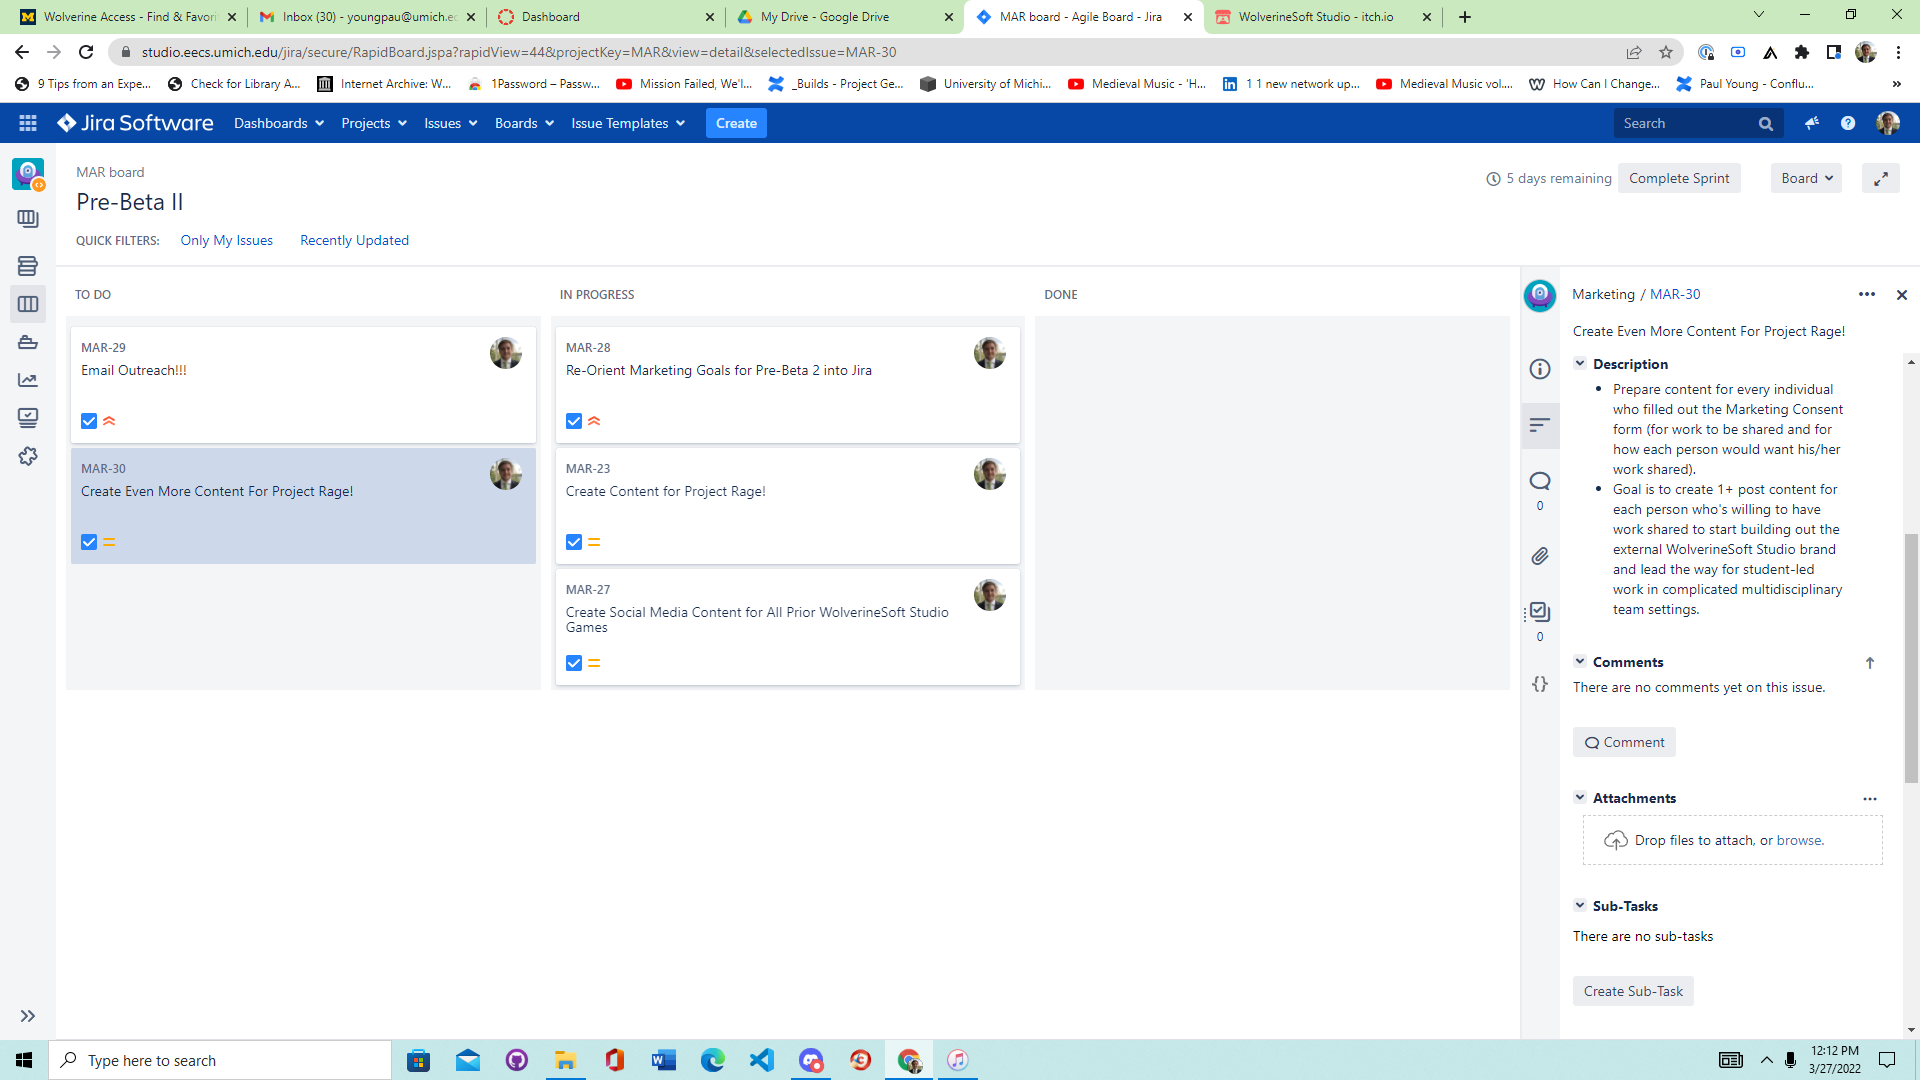 Wolverine Access - Find & Favori
Inbox (30) - youngpau@umich.ed
Dashboard
My Drive - Google Drive
MAR board - Agile Board - Jira
WolverineSoft Studio - itch.io
studio.eecs.umich.edu/jira/secure/RapidBoard.jspa?rapidView=44&projectKey=MAR&view=detail&selectedIssue=MAR-30
9 Tips from an Expe...
Check for Library A...
Internet Archive: W...
1Password – Passw...
Mission Failed, We'l...
_Builds - Project Ge...
University of Michi...
Medieval Music - 'H...
1 1 new network up...
Medieval Music vol....
How Can I Change...
Paul Young - Conflu...
»
Jira Software
Dashboards
Projects
Issues
Boards
Issue Templates
Create
Search
MAR board
Pre-Beta II
5 days remaining
Complete Sprint
Board
QUICK FILTERS:
Only My Issues
Recently Updated
TO DO
IN PROGRESS
DONE
MAR-29
Email Outreach!!!
MAR-30
Create Even More Content For Project Rage!
MAR-28
Re-Orient Marketing Goals for Pre-Beta 2 into Jira
MAR-23
Create Content for Project Rage!
MAR-27
Create Social Media Content for All Prior WolverineSoft Studio
Games
0
0
Marketing / MAR-30
Create Even More Content For Project Rage!
Description
• Prepare content for every individual
who filled out the Marketing Consent
form (for work to be shared and for
how each person would want his/her
work shared).
• Goal is to create 1+ post content for
each person who's willing to have
work shared to start building out the
external WolverineSoft Studio brand
and lead the way for student-led
work in complicated multidisciplinary
team settings.
Comments
There are no comments yet on this issue.
Comment
Attachments
Drop files to attach, or browse.
Sub-Tasks
There are no sub-tasks
Create Sub-Task
Type here to search
12:12 PM
3/27/2022